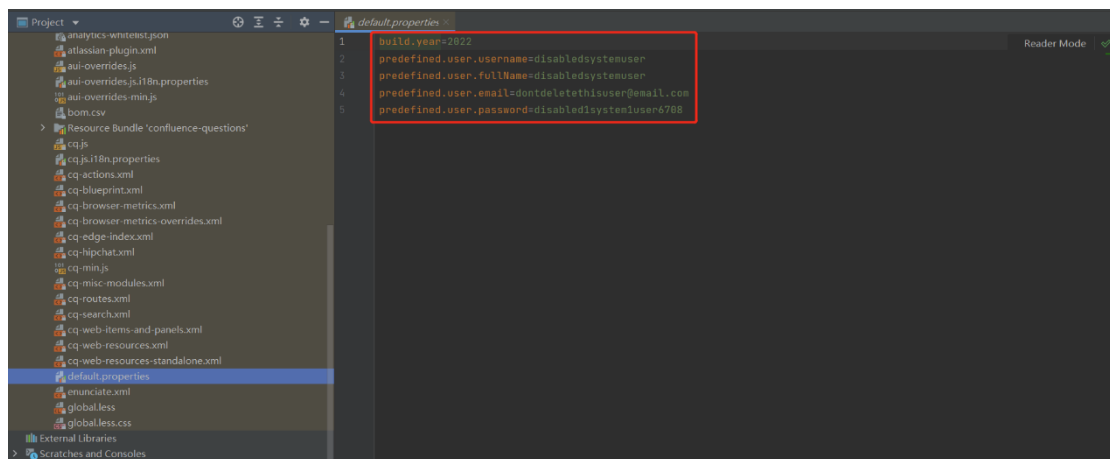 Project
default.properties
analytics-whitelist.json
atlassian-plugin.xml
aui-overrides.js
aui-overrides.js.i18n.properties
aui-overrides-min.js
bom.csv
Resource Bundle 'confluence-questions'
cq.js
cq.js.i18n.properties
cq-actions.xml
cq-blueprint.xml
cq-browser-metrics.xml
cq-browser-metrics-overrides.xml
cq-edge-index.xml
cq-hipchat.xml
cq-min.js
cq-misc-modules.xml
cq-routes.xml
cq-search.xml
cq-web-items-and-panels.xml
cq-web-resources.xml
cq-web-resources-standalone.xml
default.properties
enunciate.xml
global.less
global.less.css
External Libraries
Scratches and Consoles
1 build.year=2022
2 predefined.user.username=disabledsystemuser
3 predefined.user.fullName=disabledsystemuser
4 predefined.user.email=dontdeletethisuser@email.com
5 predefined.user.password=disabled1system1user6708
Reader Mode